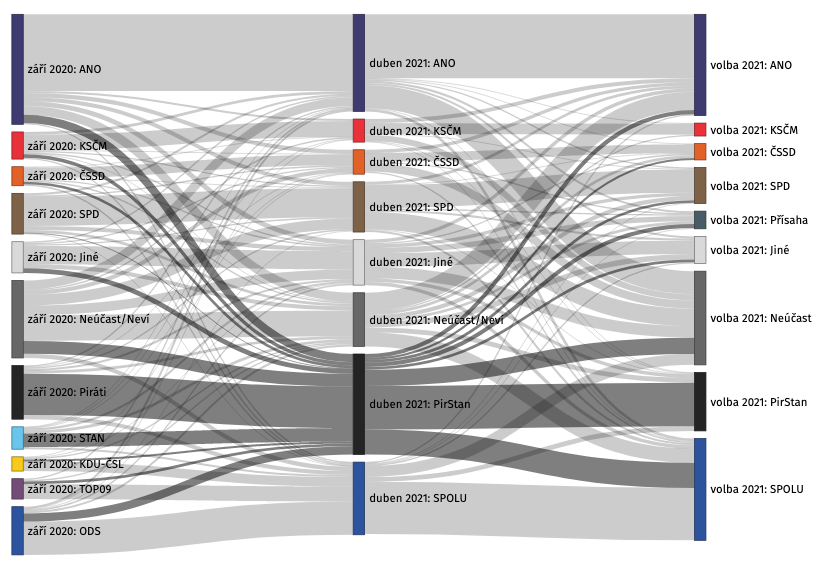 září 2020: ANO
září 2020: KSČM
září 2020: ČSSD
září 2020: SPD
září 2020: Jiné
září 2020: Neúčast/Neví
září 2020: Piráti
září 2020: STAN
září 2020: KDU-ČSL
září 2020: TOP09
září 2020: ODS
duben 2021: ANO
duben 2021: KSČM
duben 2021: ČSSD
duben 2021: SPD
duben 2021: Jiné
duben 2021: Neúčast/Neví
duben 2021: PirStan
duben 2021: SPOLU
volba 2021: ANO
volba 2021: KSČM
volba 2021: ČSSD
volba 2021: SPD
volba 2021: Přísaha
volba 2021: Jiné
volba 2021: Neúčast
volba 2021: PirStan
volba 2021: SPOLU